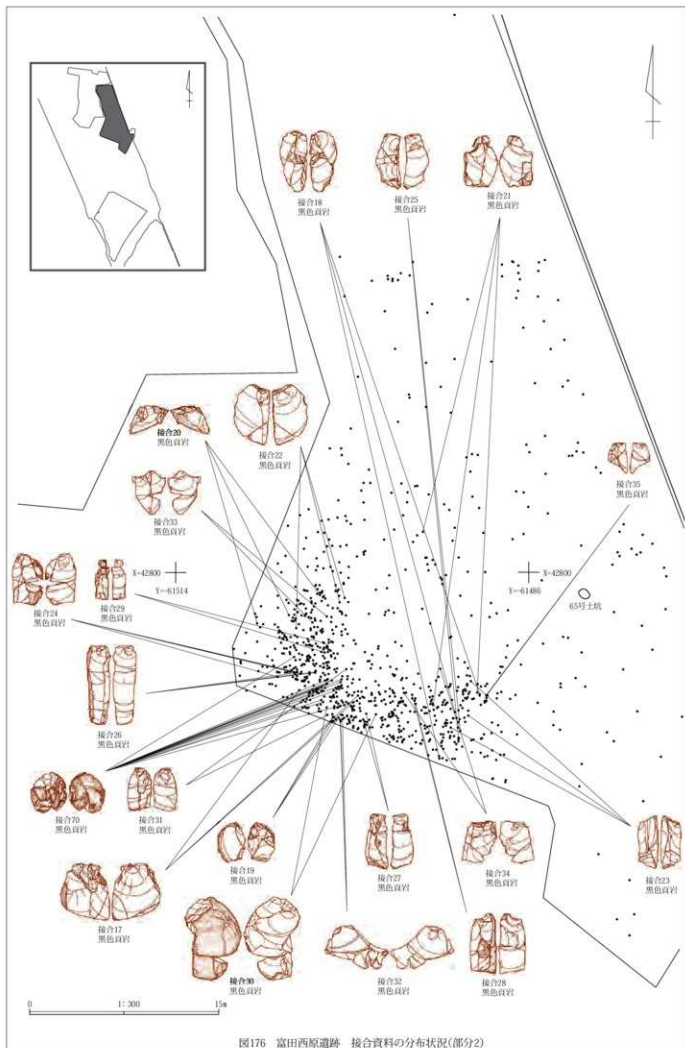 接合18
黒色頁岩
接合25
黒色頁岩
接合21
黒色頁岩
接合20
黒色頁岩
接合22
黒色頁岩
接合33
黒色頁岩
接合35
黒色頁岩
X=42800
Y=-61514
X=42800
Y=-61486
65号土坑
接合24
黒色頁岩
接合29
黒色頁岩
接合26
黒色頁岩
接合70
黒色頁岩
接合31
黒色頁岩
接合19
黒色頁岩
接合27
黒色頁岩
接合34
黒色頁岩
接合23
黒色頁岩
接合17
黒色頁岩
接合30
黒色頁岩
接合32
黒色頁岩
接合28
黒色頁岩
0 1:300 15m
図176 富田西原遺跡 接合資料の分布状況(部分2)